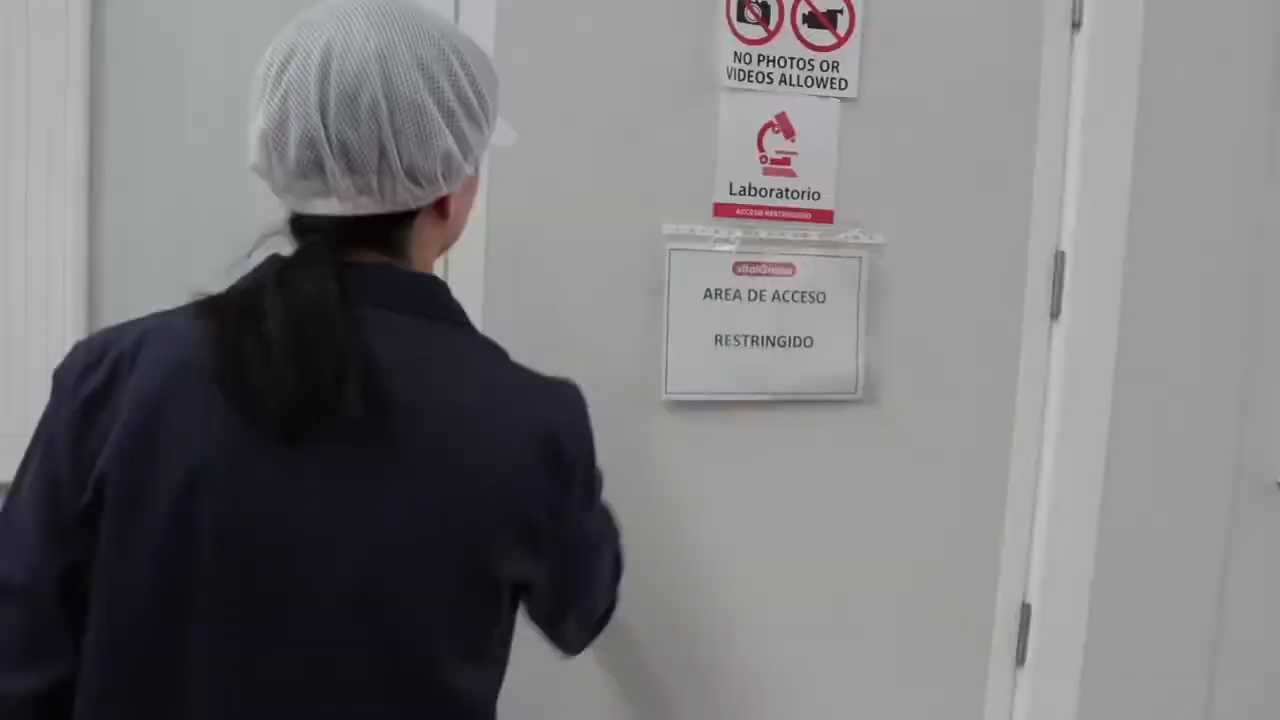 NO PHOTOS OR
VIDEOS ALLOWED
Laboratorio
ACCESO RESTRINGIDO
AREA DE ACCESO
RESTRINGIDO